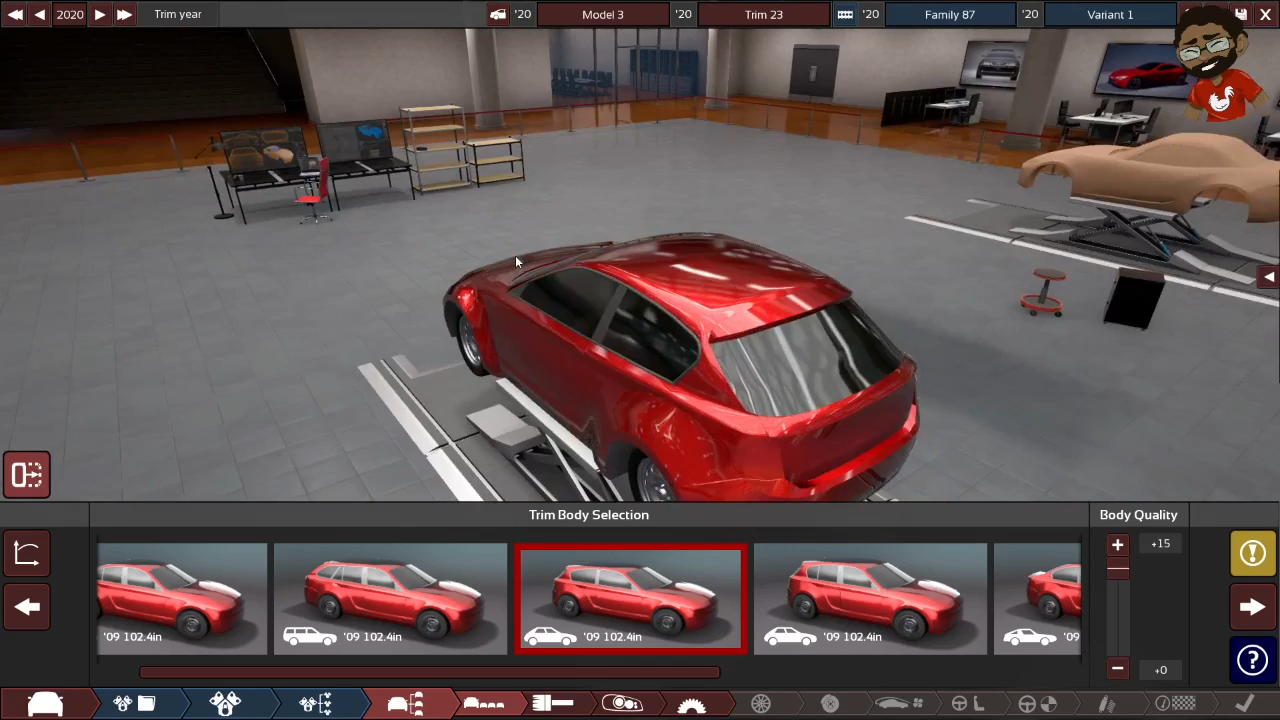 2020
Trim year
'20
Model 3
'20
Trim 23
'20
Family 87
'20
Variant 1
Trim Body Selection
Body Quality
+15
+0
'09 102.4in
'09 102.4in
'09 102.4in
'09 102.4in
'09